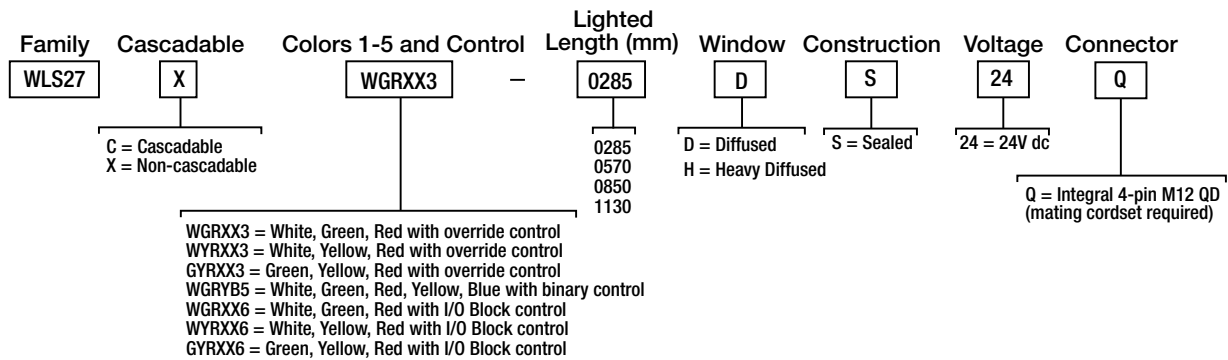 Family Cascadable Colors 1-5 and Control Lighted Length (mm) Window Construction Voltage Connector
WLS27 X WGRXX3 – 0285 D S 24 Q
C = Cascadable
X = Non-cascadable
0285
0570
0850
1130
D = Diffused
H = Heavy Diffused
S = Sealed
24 = 24V dc
Q = Integral 4-pin M12 QD
(mating cordset required)
WGRXX3 = White, Green, Red with override control
WYRXX3 = White, Yellow, Red with override control
GYRXX3 = Green, Yellow, Red with override control
WGRYB5 = White, Green, Red, Yellow, Blue with binary control
WGRXX6 = White, Green, Red with I/O Block control
WYRXX6 = White, Yellow, Red with I/O Block control
GYRXX6 = Green, Yellow, Red with I/O Block control